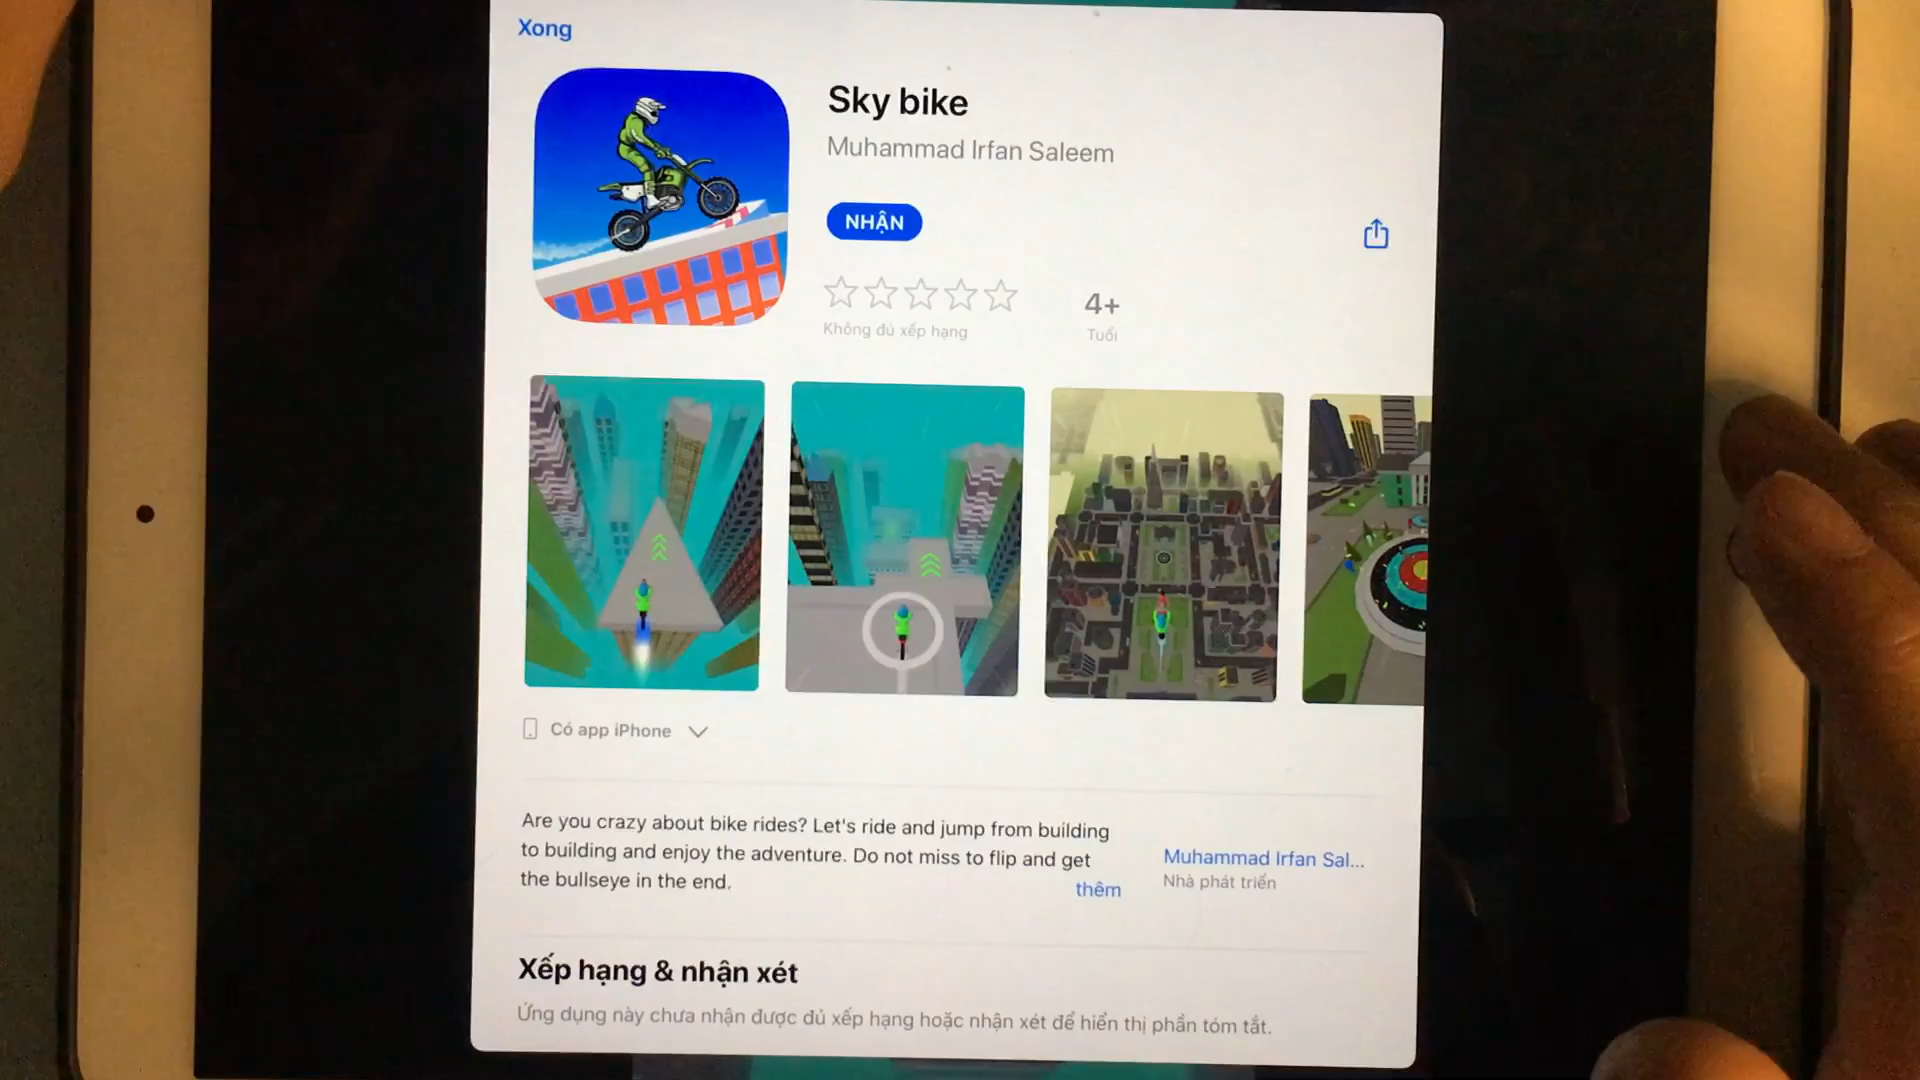 Xong
Sky bike
Muhammad Irfan Saleem
NHẬN
Không đủ xếp hạng
4+
Tuổi
Có app iPhone
Are you crazy about bike rides? Let's ride and jump from building
to building and enjoy the adventure. Do not miss to flip and get
the bullseye in the end.
thêm
Muhammad Irfan Sal...
Nhà phát triển
Xếp hạng & nhận xét
Ứng dụng này chưa nhận được đủ xếp hạng hoặc nhận xét để hiển thị phần tóm tắt.